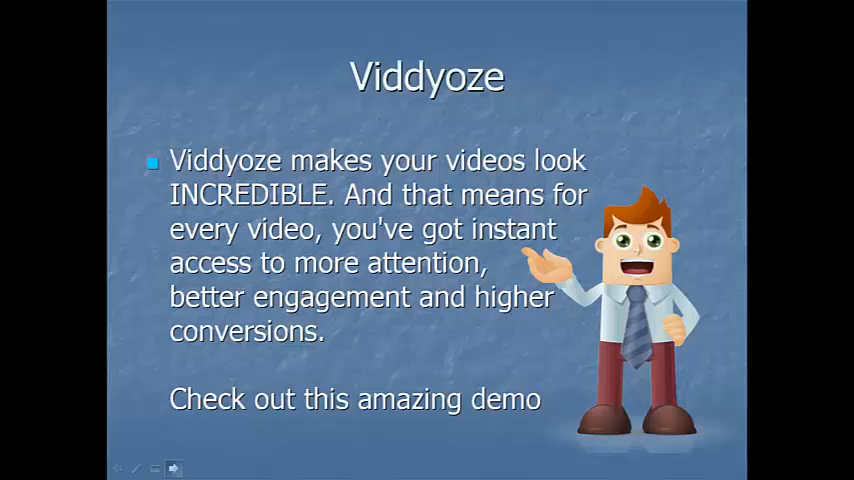 Viddyoze
Viddyoze makes your videos look
INCREDIBLE. And that means for
every video, you've got instant
access to more attention,
better engagement and higher
conversions.
Check out this amazing demo